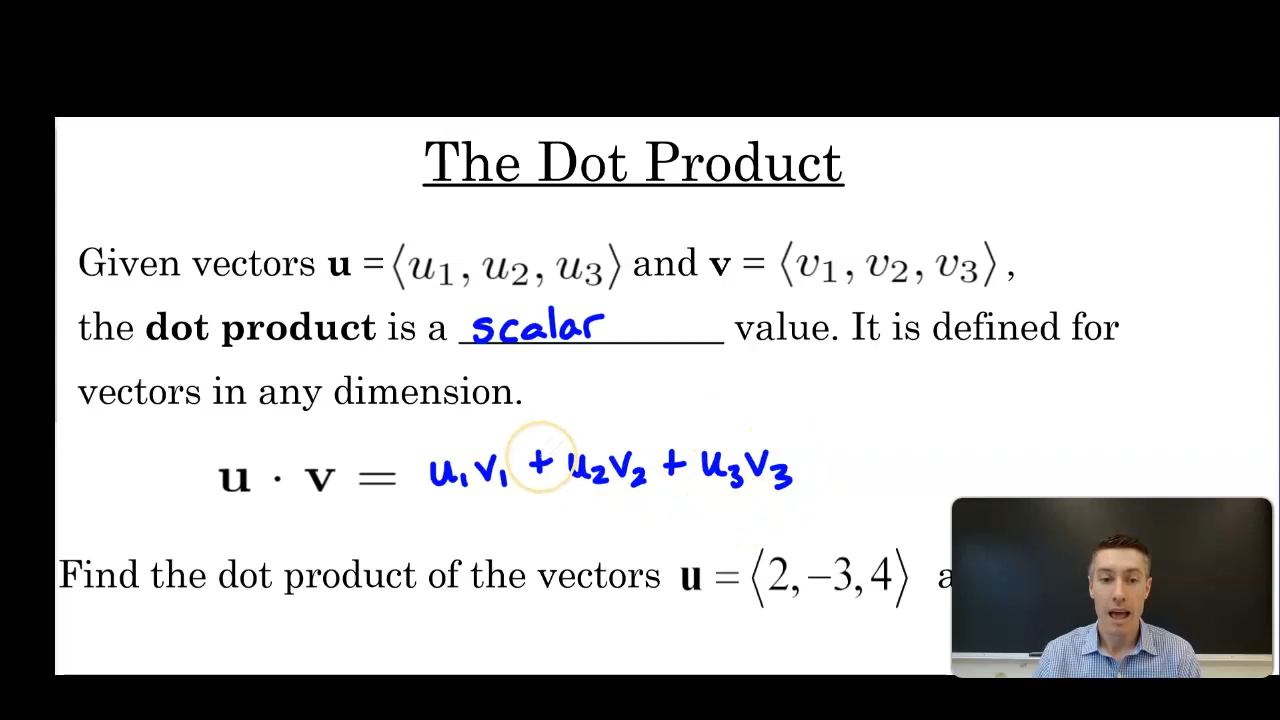 The Dot Product
Given vectors u = ⟨u₁, u₂, u₃⟩ and v = ⟨v₁, v₂, v₃⟩ ,
the dot product is a scalar value. It is defined for
vectors in any dimension.
u · v = u₁v₁ + u₂v₂ + u₃v₃
Find the dot product of the vectors u = ⟨2, −3, 4⟩